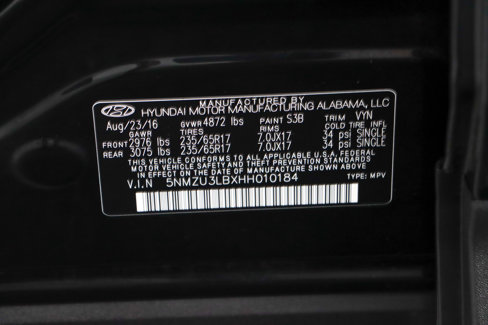 MANUFACTURED BY
HYUNDAI MOTOR MANUFACTURING ALABAMA, LLC
Aug/23/16 GVWR 4872 lbs PAINT S3B TRIM VYN
GAWR TIRES RIMS COLD TIRE INFL.
FRONT 2976 lbs 235/65R17 7.0JX17 34 psi SINGLE
REAR 3075 lbs 235/65R17 7.0JX17 34 psi SINGLE
THIS VEHICLE CONFORMS TO ALL APPLICABLE FEDERAL
MOTOR VEHICLE SAFETY AND THEFT PREVENTION STANDARDS
IN EFFECT ON THE DATE OF MANUFACTURE SHOWN ABOVE.
V.I.N 5NMZU3LBXHH010184 TYPE: MPV